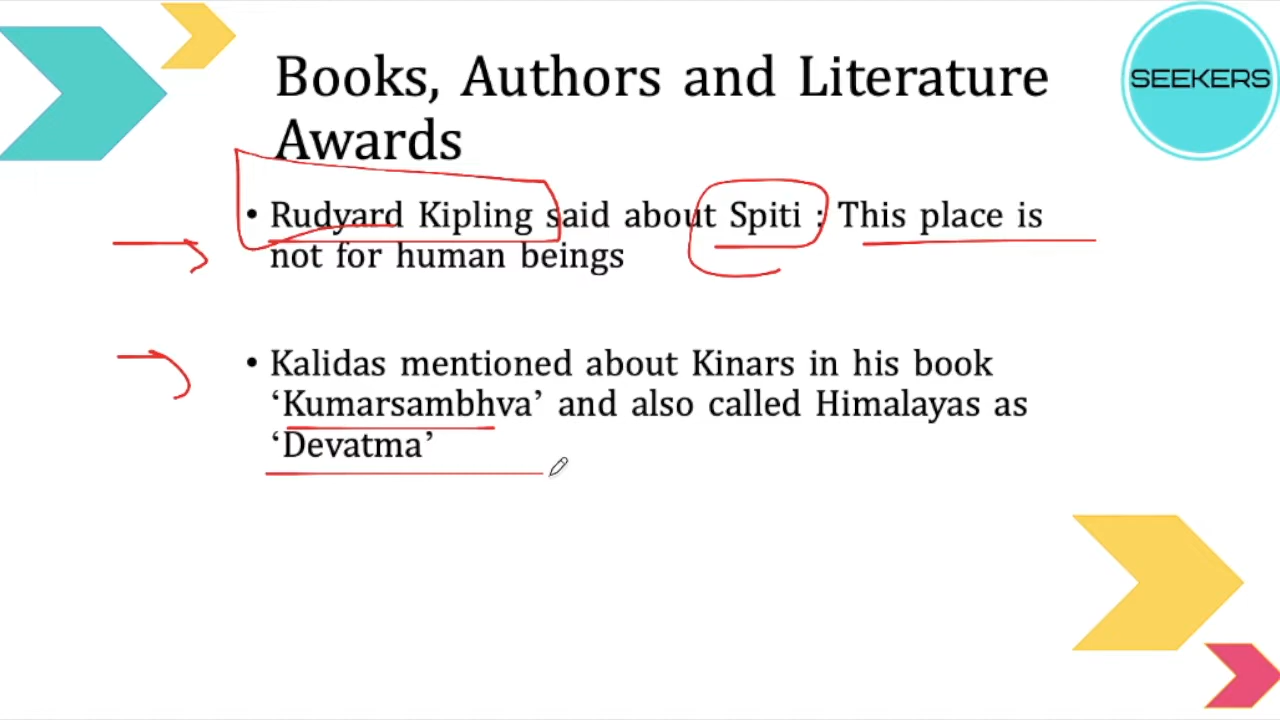 Books, Authors and Literature
Awards
SEEKERS
• Rudyard Kipling said about Spiti : This place is
not for human beings
• Kalidas mentioned about Kinars in his book
‘Kumarsambhva’ and also called Himalayas as
‘Devatma’